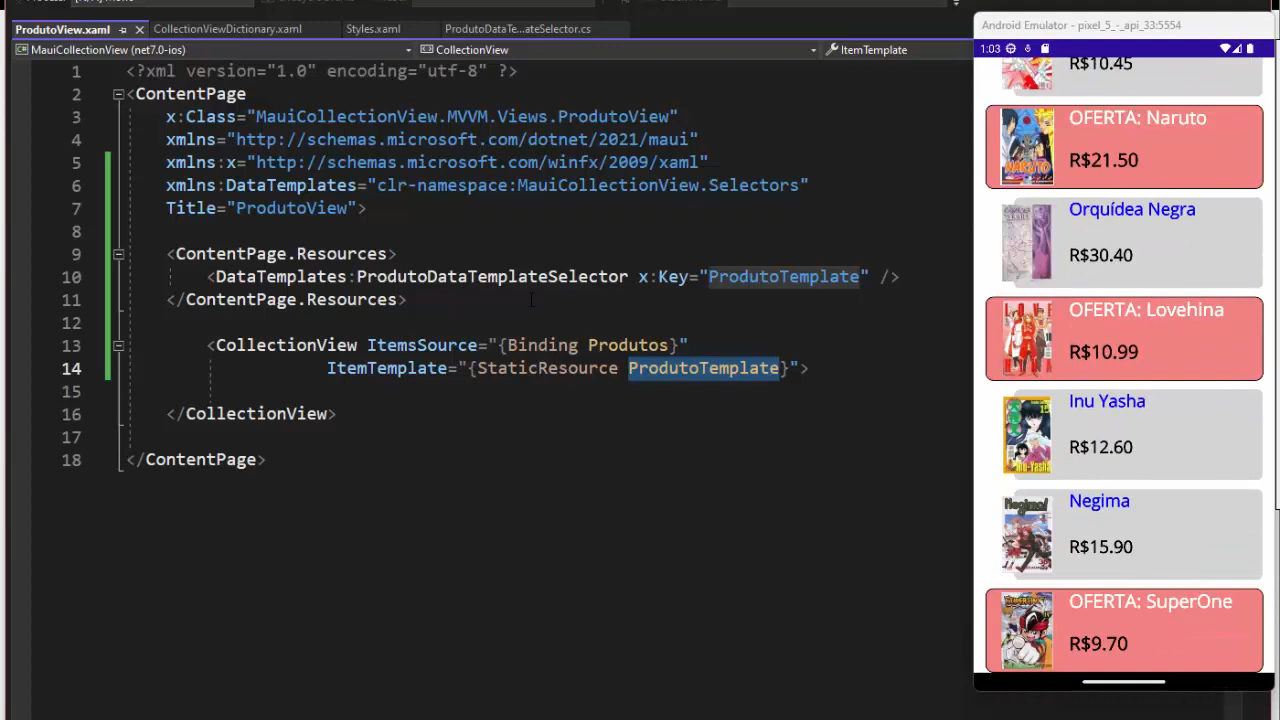 ProdutoView.xaml
CollectionViewDictionary.xaml
Styles.xaml
ProdutoDataTe...ateSelector.cs
MauiCollectionView (net7.0-ios)
CollectionView
ItemTemplate
1 <?xml version="1.0" encoding="utf-8" ?>
2 <ContentPage
3 x:Class="MauiCollectionView.MVVM.Views.ProdutoView"
4 xmlns="http://schemas.microsoft.com/dotnet/2021/maui"
5 xmlns:x="http://schemas.microsoft.com/winfx/2009/xaml"
6 xmlns:DataTemplates="clr-namespace:MauiCollectionView.Selectors"
7 Title="ProdutoView">
8
9 <ContentPage.Resources>
10 <DataTemplates:ProdutoDataTemplateSelector x:Key="ProdutoTemplate" />
11 </ContentPage.Resources>
12
13 <CollectionView ItemsSource="{Binding Produtos}"
14 ItemTemplate="{StaticResource ProdutoTemplate}">
15
16 </CollectionView>
17
18 </ContentPage>
Android Emulator - pixel_5_-_api_33:5554
1:03
R$10.45
OFERTA: Naruto
R$21.50
Orquídea Negra
R$30.40
OFERTA: Lovehina
R$10.99
Inu Yasha
R$12.60
Negima
R$15.90
OFERTA: SuperOne
R$9.70